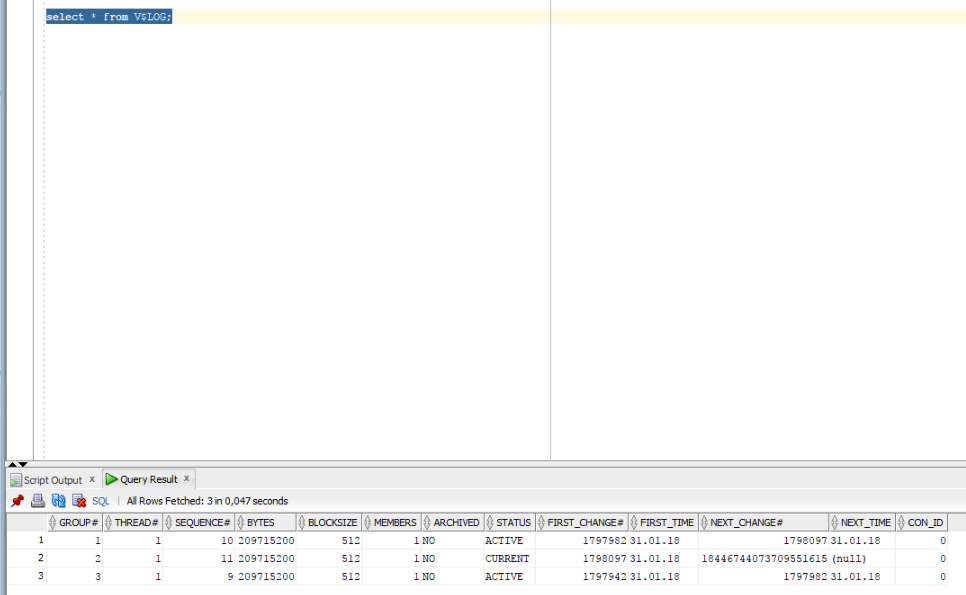 select * from V$LOG;
Script Output x Query Result x
SQL | All Rows Fetched: 3 in 0,047 seconds
GROUP# THREAD# SEQUENCE# BYTES BLOCKSIZE MEMBERS ARCHIVED STATUS FIRST_CHANGE# FIRST_TIME NEXT_CHANGE# NEXT_TIME CON_ID
1 1 1 10 209715200 512 1 NO ACTIVE 1797982 31.01.18 1798097 31.01.18 0
2 2 1 11 209715200 512 1 NO CURRENT 1798097 31.01.18 18446744073709551615 (null) 0
3 3 1 9 209715200 512 1 NO ACTIVE 1797942 31.01.18 1797982 31.01.18 0